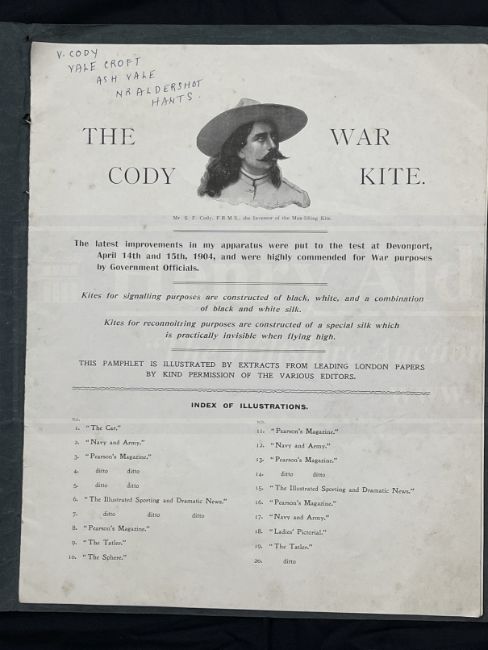 V. CODY
VALE CROFT
ASH VALE
NR ALDERSHOT
HANTS.
THE WAR
CODY KITE.
Mr. S. F. Cody, F.R.M.S., the Inventor of the Man-lifting Kite.
The latest improvements in my apparatus were put to the test at Devonport,
April 14th and 15th, 1904, and were highly commended for War purposes
by Government Officials.
Kites for signalling purposes are constructed of black, white, and a combination
of black and white silk.
Kites for reconnoitring purposes are constructed of a special silk which
is practically invisible when flying high.
THIS PAMPHLET IS ILLUSTRATED BY EXTRACTS FROM LEADING LONDON PAPERS
BY KIND PERMISSION OF THE VARIOUS EDITORS.
INDEX OF ILLUSTRATIONS.
NO.
1. "The Car."
2. "Navy and Army."
3. "Pearson's Magazine."
4. ditto ditto
5. ditto ditto
6. "The Illustrated Sporting and Dramatic News."
7. ditto ditto ditto
8. "Pearson's Magazine."
9. "The Tatler."
10. "The Sphere."
NO.
11. "Pearson's Magazine."
12. "Navy and Army."
13. "Pearson's Magazine."
14. ditto ditto
15. "The Illustrated Sporting and Dramatic News."
16. "Pearson's Magazine."
17. "Navy and Army."
18. "Ladies' Pictorial."
19. "The Tatler."
20. ditto